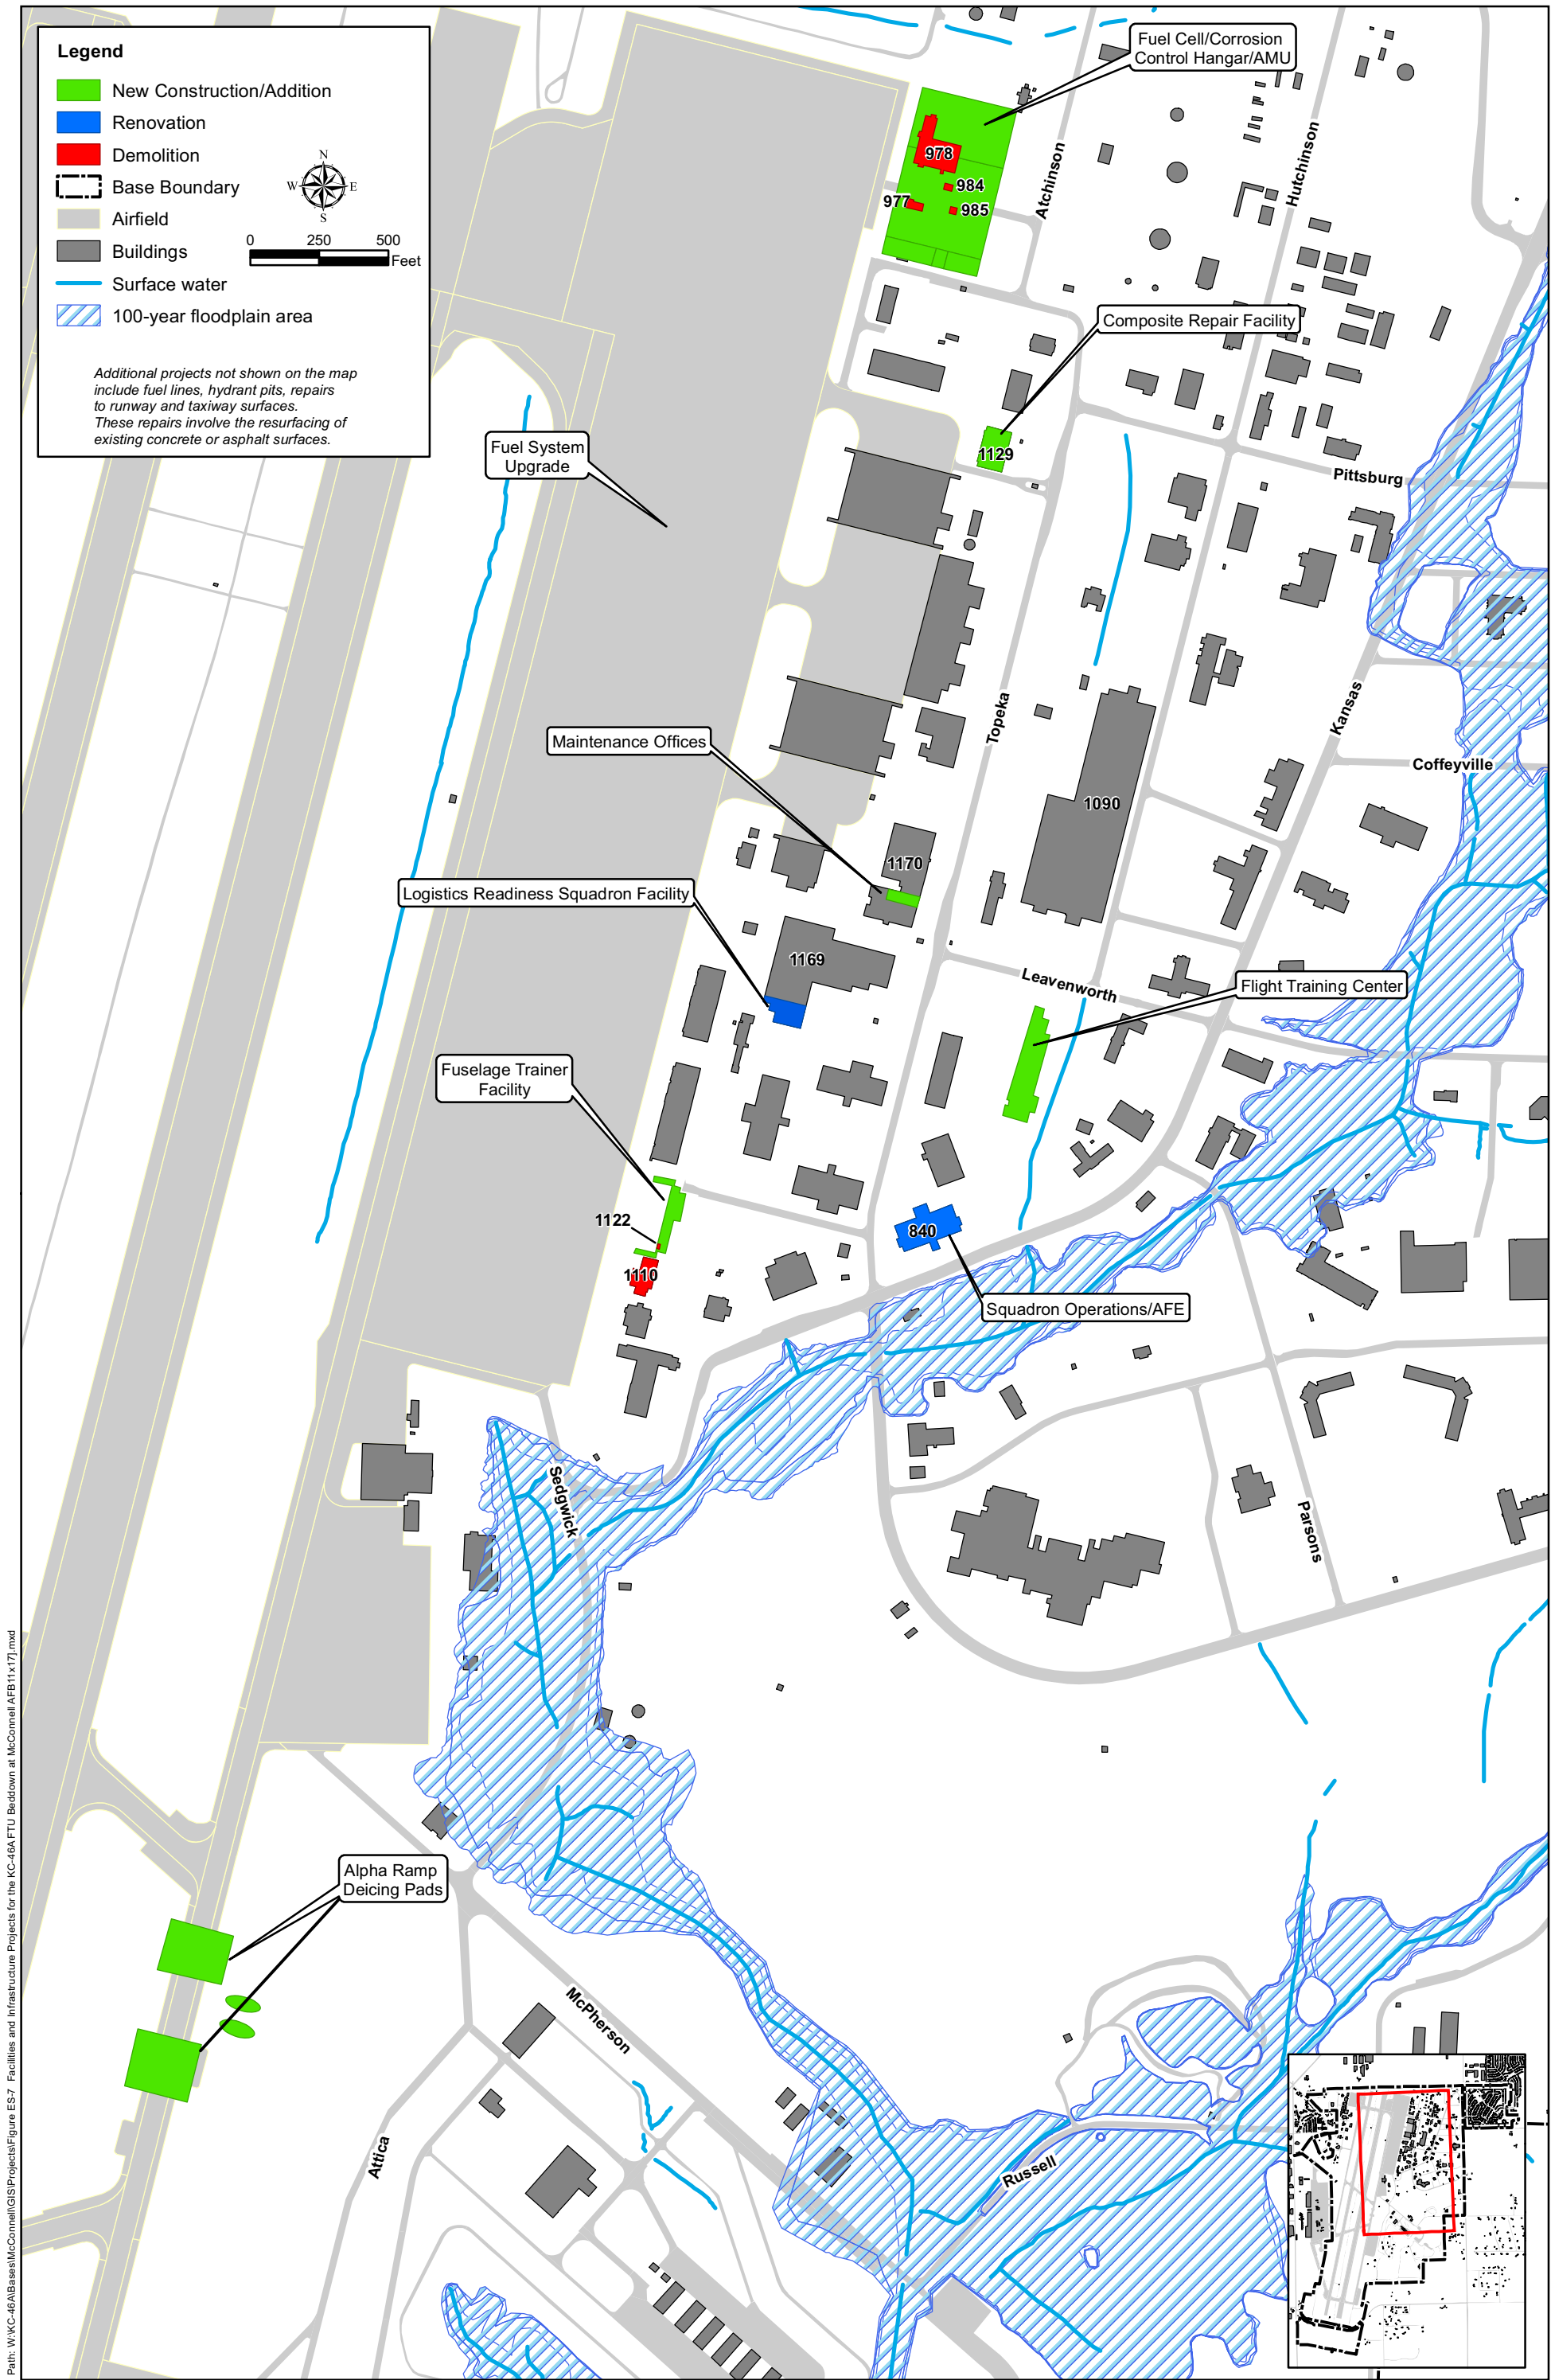 Legend
New Construction/Addition
Renovation
Demolition
Base Boundary
Airfield
Buildings
Surface water
100-year floodplain area
N
W
E
S
0
250
500
Feet
Additional projects not shown on the map
include fuel lines, hydrant pits, repairs
to runway and taxiway surfaces.
These repairs involve the resurfacing of
existing concrete or asphalt surfaces.
Fuel Cell/Corrosion
Control Hangar/AMU
978
984
977
985
Atchinson
Hutchinson
Composite Repair Facility
1129
Pittsburg
Fuel System
Upgrade
Topeka
Kansas
Maintenance Offices
Coffeyville
1090
1170
Logistics Readiness Squadron Facility
1169
Leavenworth
Flight Training Center
Fuselage Trainer
Facility
1122
840
1110
Squadron Operations/AFE
Sedgwick
Parsons
Alpha Ramp
Deicing Pads
McPherson
Attica
Russell
Path: W:\KC-46A\Bases\McConnell\GIS\Projects\Figure ES-7 Facilities and Infrastructure Projects for the KC-46A FTU Beddown at McConnell AFB11x17].mxd